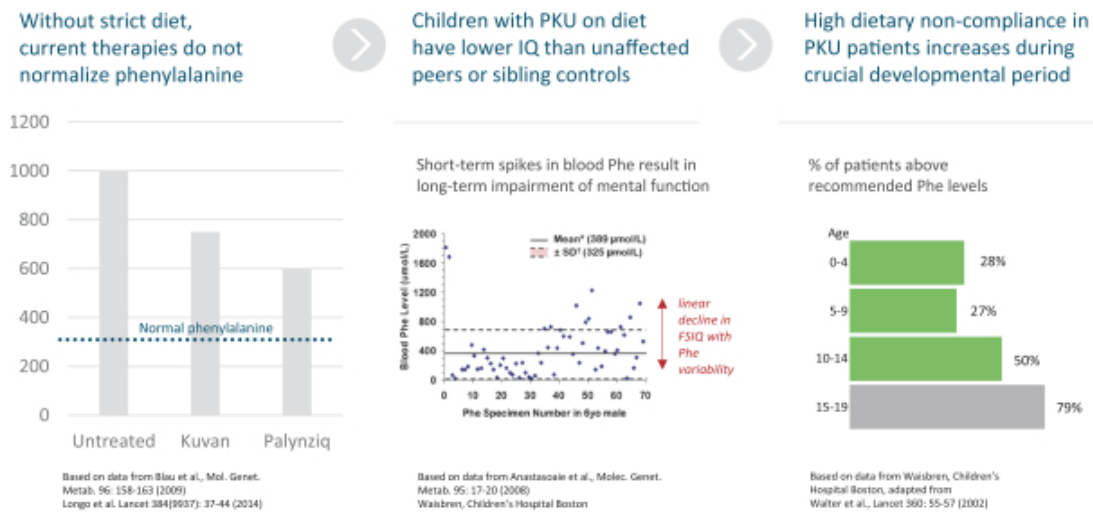 Without strict diet,
current therapies do not
normalize phenylalanine
1200
1000
800
600
400
200
0
Normal phenylalanine
Untreated
Kuvan
Palynziq
Based on data from Blau et al., Mol. Genet.
Metab. 96: 158-163 (2009)
Longo et al. Lancet 384(9937): 37-44 (2014)
Children with PKU on diet
have lower IQ than unaffected
peers or sibling controls
Short-term spikes in blood Phe result in
long-term impairment of mental function
Blood Phe Level (umol/L)
2000
1600
1200
800
400
0
Mean* (389 µmol/L)
± SD† (325 µmol/L)
0 10 20 30 40 50 60 70
Phe Specimen Number in 6yo male
linear
decline in
FSIQ with
Phe
variability
Based on data from Anastasoaie et al., Molec. Genet.
Metab. 95: 17-20 (2008)
Waisbren, Children's Hospital Boston
High dietary non-compliance in
PKU patients increases during
crucial developmental period
% of patients above
recommended Phe levels
Age
0-4 28%
5-9 27%
10-14 50%
15-19 79%
Based on data from Waisbren, Children's
Hospital Boston, adapted from
Walter et al., Lancet 360: 55-57 (2002)